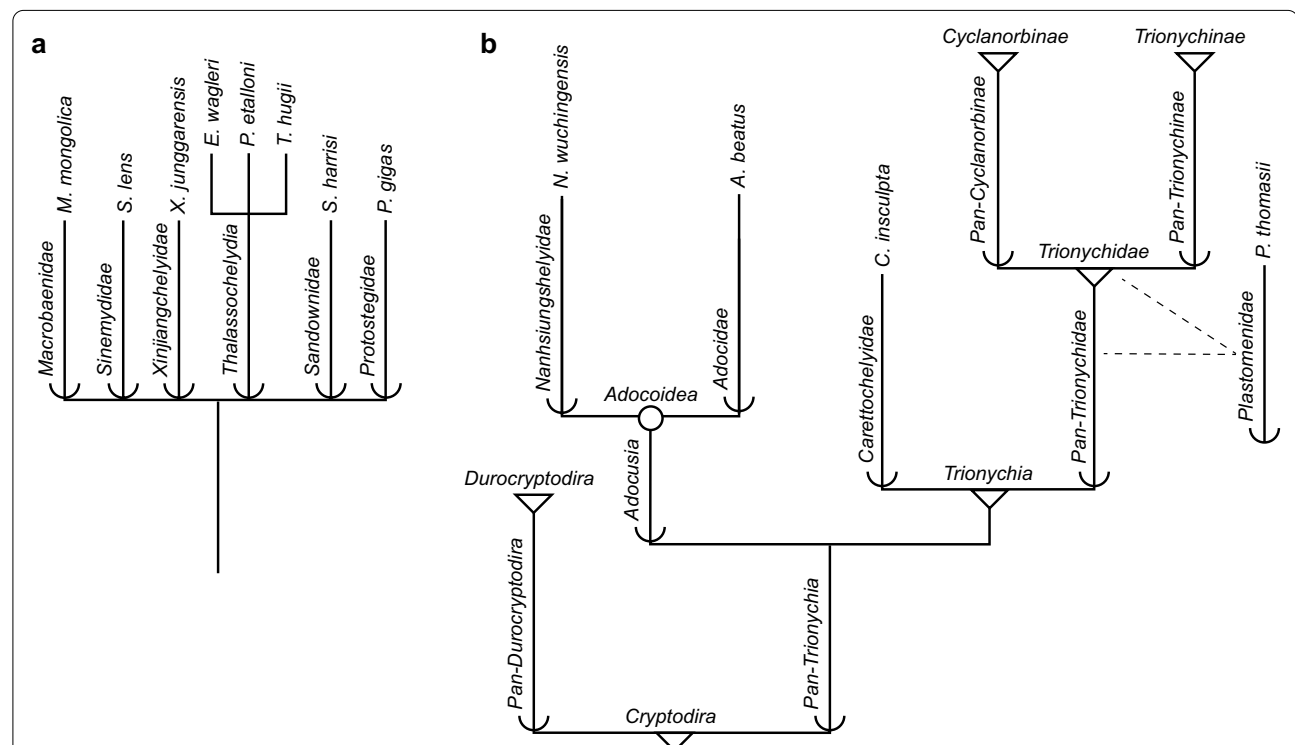 a
M. mongolica
S. lens
X. junggarensis
E. wagleri
P. etalloni
T. hugii
S. harrisi
P. gigas
Macrobaenidae
Sinemydidae
Xinjiangchelyidae
Thalassochelydia
Sandownidae
Protostegidae
b
Cyclanorbinae
Trionychinae
Pan-Cyclanorbinae
Pan-Trionychinae
N. wuchingensis
A. beatus
C. insculpta
Trionychidae
P. thomasii
Nanhsiungshelyidae
Adocidae
Carettochelyidae
Pan-Trionychidae
Plastomenidae
Adocoidea
Durocryptodira
Adocusia
Trionychia
Pan-Durocryptodira
Pan-Trionychia
Cryptodira